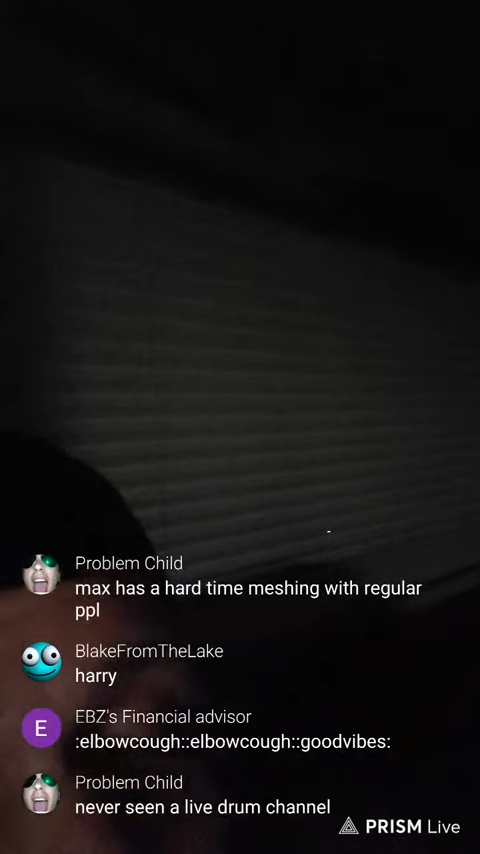 Problem Child
max has a hard time meshing with regular
ppl
BlakeFromTheLake
harry
E
EBZ's Financial advisor
:elbowcough::elbowcough::goodvibes:
Problem Child
never seen a live drum channel
PRISM Live